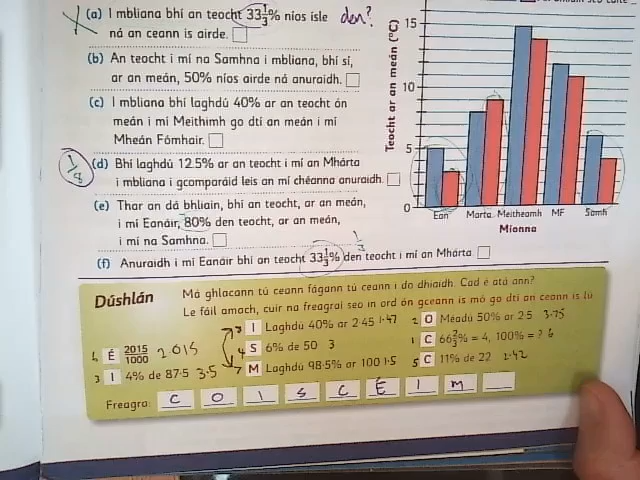 (a) I mbliana bhí an teocht 33⅓% níos ísle den?
ná an ceann is airde.
(b) An teocht i mí na Samhna i mbliana, bhí sí,
ar an meán, 50% níos airde ná anuraidh.
(c) I mbliana bhí laghdú 40% ar an teocht ón
meán i mí Meithimh go dtí an meán i mí
Mheán Fómhair.
1/8
(d) Bhí laghdú 12.5% ar an teocht i mí an Mhárta
i mbliana i gcomparáid leis an mí chéanna anuraidh.
(e) Thar an dá bhliain, bhí an teocht, ar an meán,
i mí Eanáir, 80% den teocht, ar an meán,
i mí na Samhna.
1/3
(f) Anuraidh i mí Eanáir bhí an teocht 33⅓% den teocht i mí an Mhárta
Teocht ar an meán (°C)
15
10
5
0
Ean Márta Meitheamh MF Samh
Míonna
Dúshlán
Má ghlacann tú ceann fágann tú ceann i do dhiaidh. Cad é atá ann?
Le fáil amach, cuir na freagraí seo in ord ón gceann is mó go dtí an ceann is lú
É 2015/1000 2.015
3 I 4% de 87.5 3.5
I Laghdú 40% ar 2.45 1.47
S 6% de 50 3
7 M Laghdú 98.5% ar 100 1.5
2 O Méadú 50% ar 2.5 3.75
1 C 66⅔% = 4, 100% = ? 6
5 C 11% de 22 2.42
Freagra: C O I S C É I M